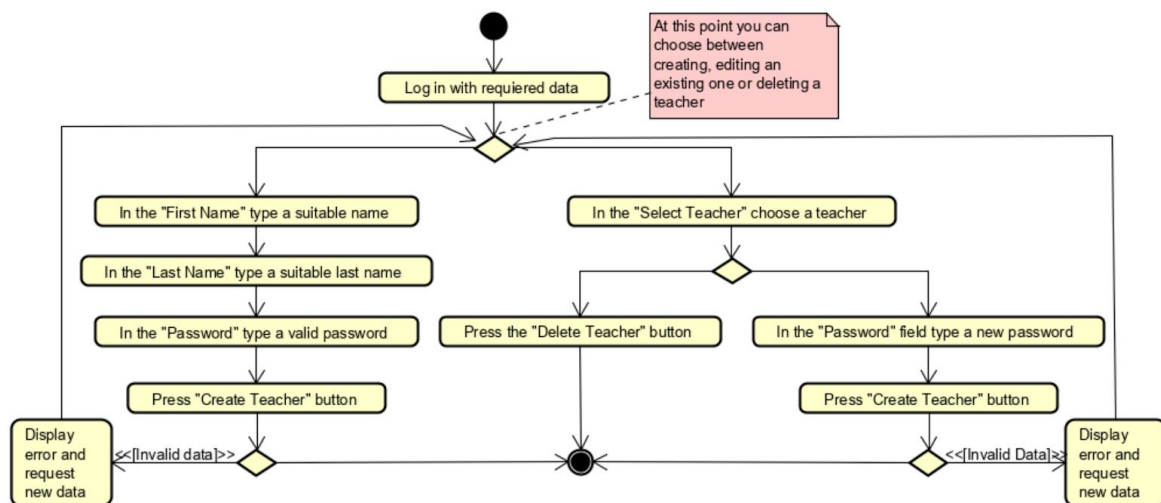 At this point you can
choose between
creating, editing an
existing one or deleting a
teacher
Log in with requiered data
In the "First Name" type a suitable name
In the "Select Teacher" choose a teacher
In the "Last Name" type a suitable last name
In the "Password" type a valid password
Press the "Delete Teacher" button
In the "Password" field type a new password
Press "Create Teacher" button
Press "Create Teacher" button
Display
error and
request
new data
<<[Invalid data]>>
<<[Invalid Data]>>
Display
error and
request
new data